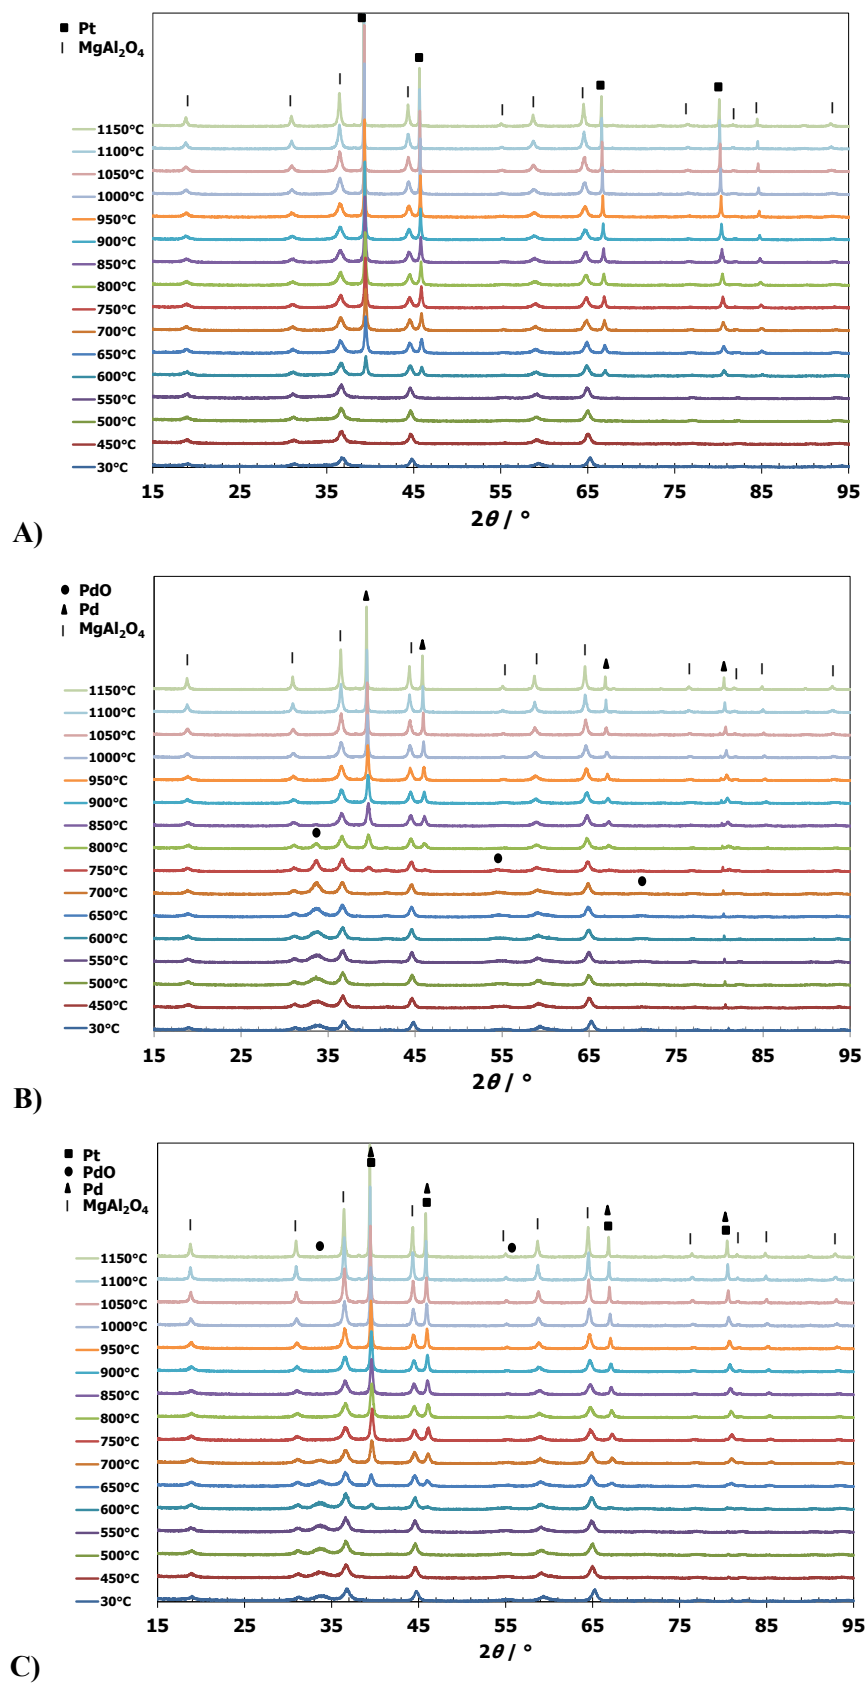 ■ Pt
| MgAl₂O₄
1150°C
1100°C
1050°C
1000°C
950°C
900°C
850°C
800°C
750°C
700°C
650°C
600°C
550°C
500°C
450°C
30°C
15 25 35 45 55 65 75 85 95
2θ / °
A)
● PdO
▲ Pd
| MgAl₂O₄
1150°C
1100°C
1050°C
1000°C
950°C
900°C
850°C
800°C
750°C
700°C
650°C
600°C
550°C
500°C
450°C
30°C
15 25 35 45 55 65 75 85 95
2θ / °
B)
■ Pt
● PdO
▲ Pd
| MgAl₂O₄
1150°C
1100°C
1050°C
1000°C
950°C
900°C
850°C
800°C
750°C
700°C
650°C
600°C
550°C
500°C
450°C
30°C
15 25 35 45 55 65 75 85 95
2θ / °
C)